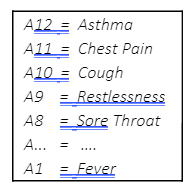 A12 = Asthma
A11 = Chest Pain
A10 = Cough
A9 = Restlessness
A8 = Sore Throat
A... = ....
A1 = Fever